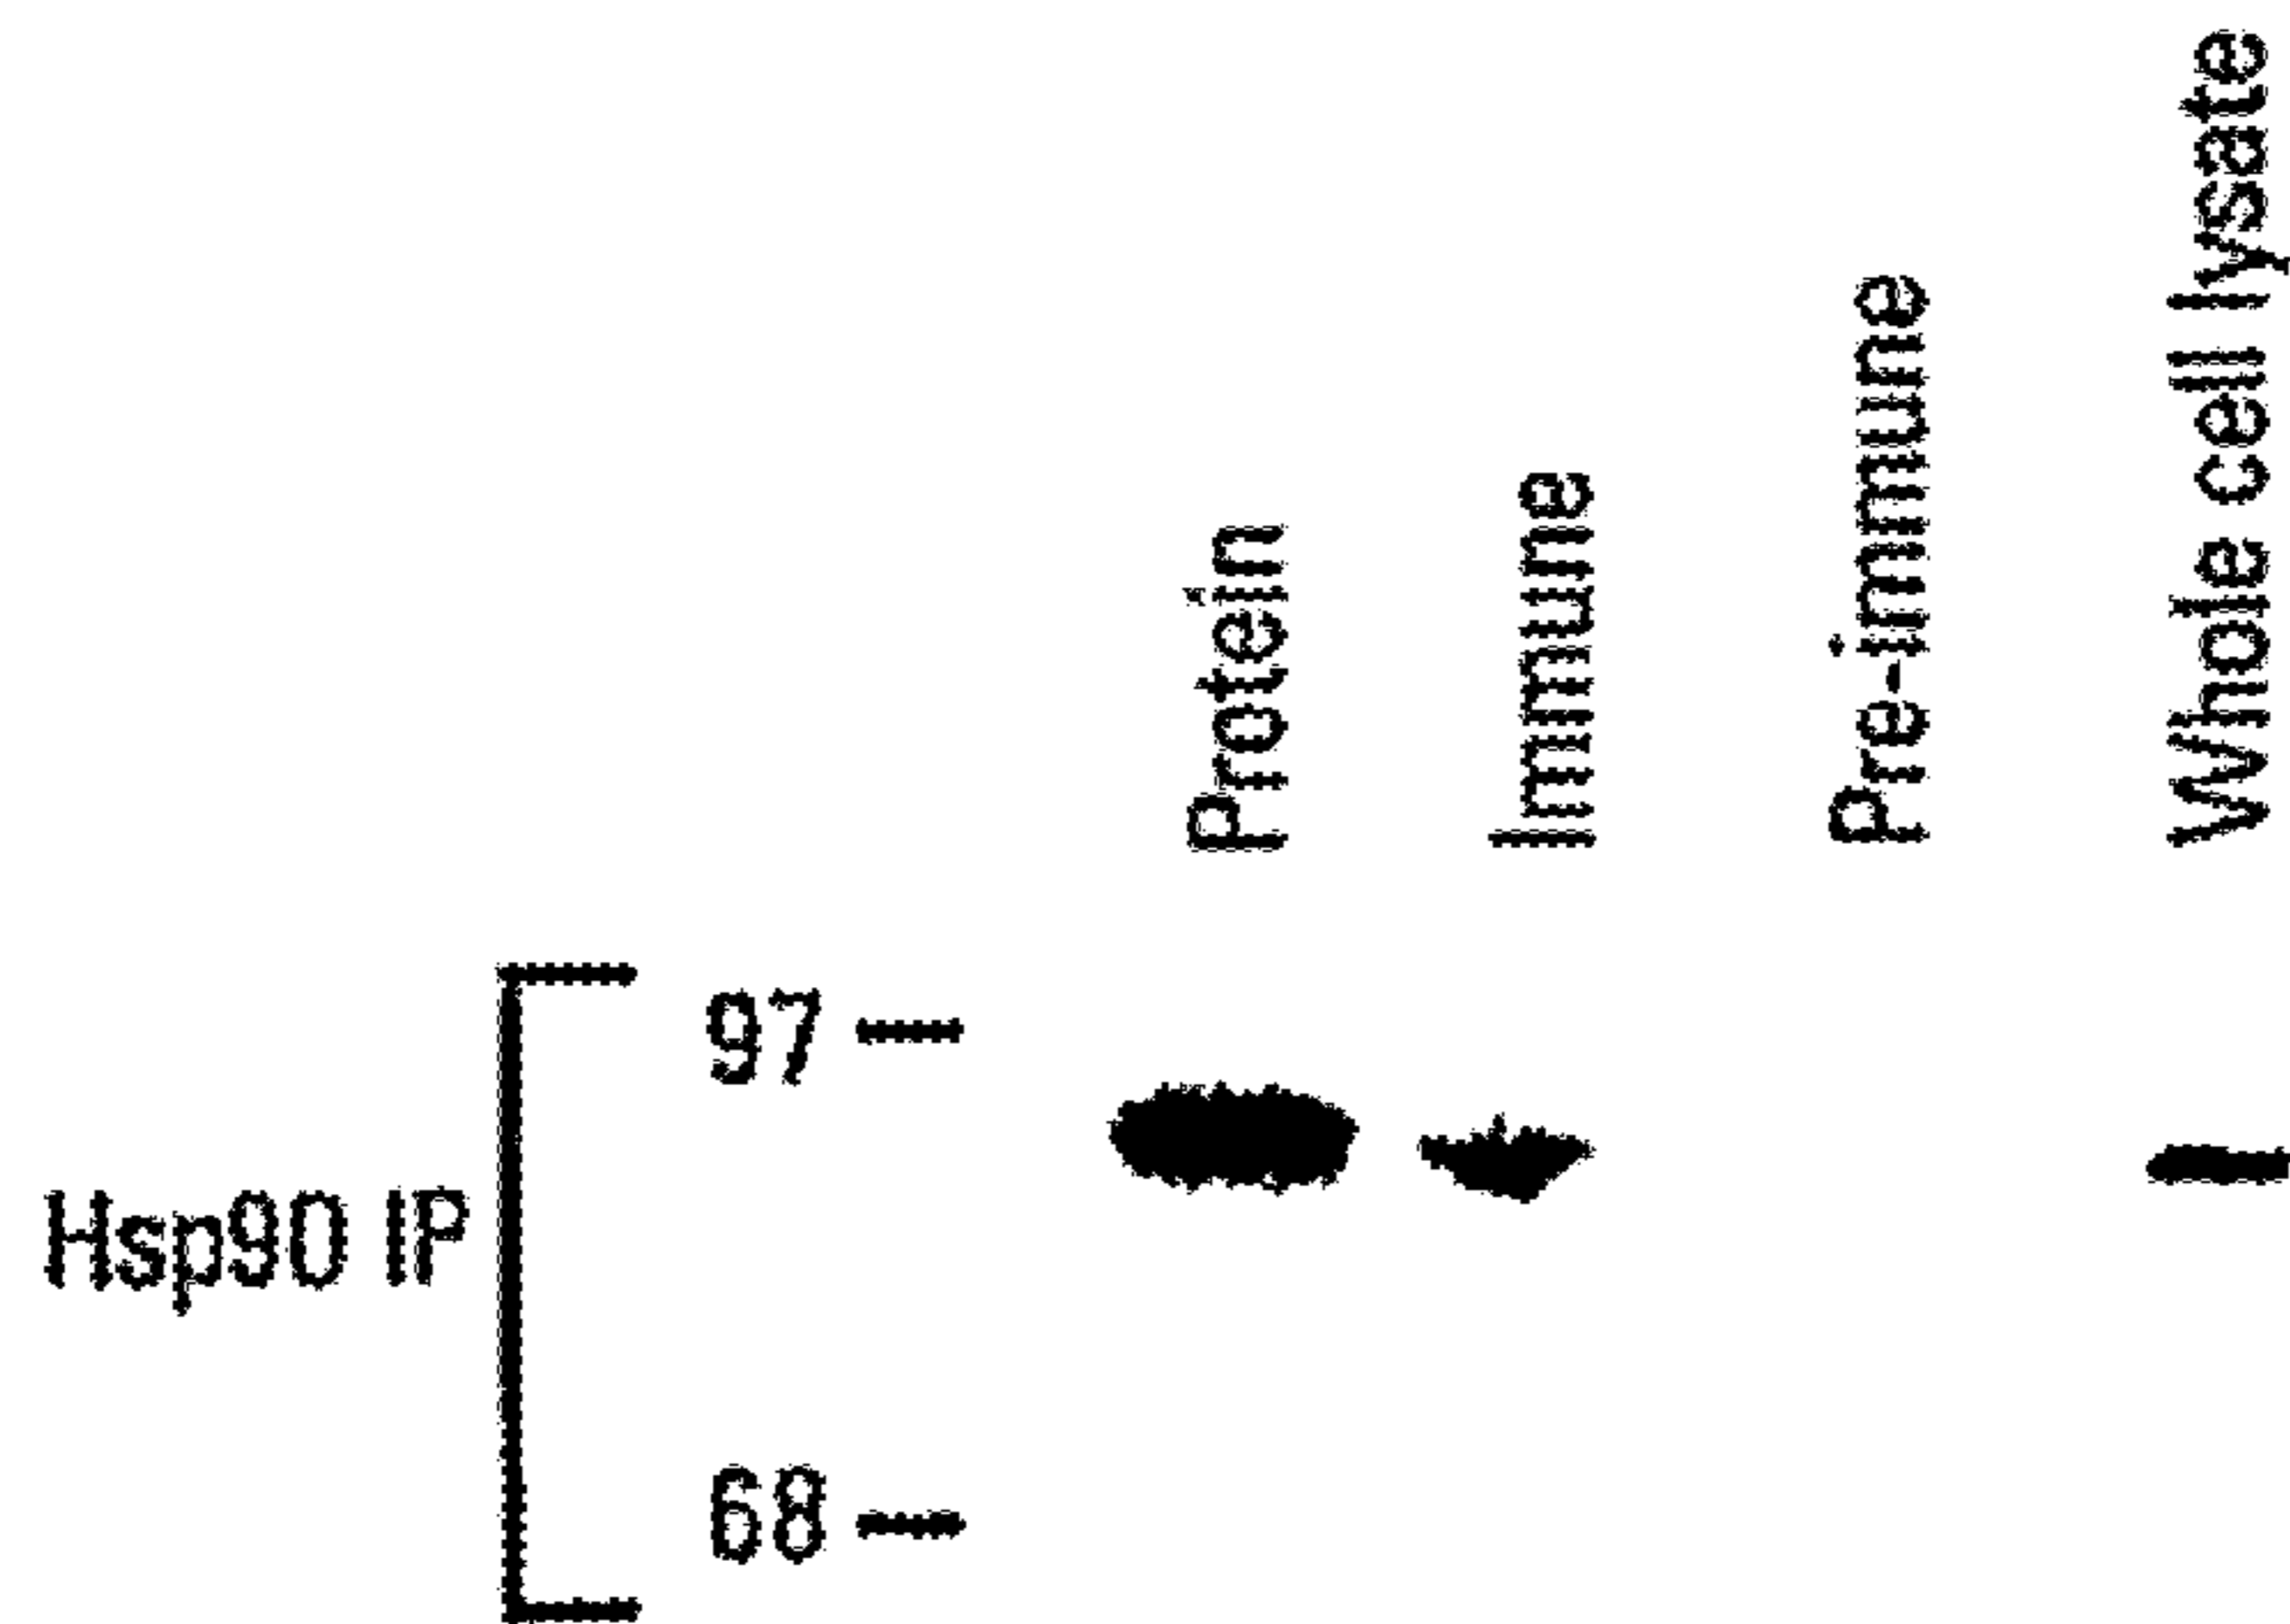 Protein
Immune
Pre-immune
Whole cell lysate
97
Hsp90 IP
68